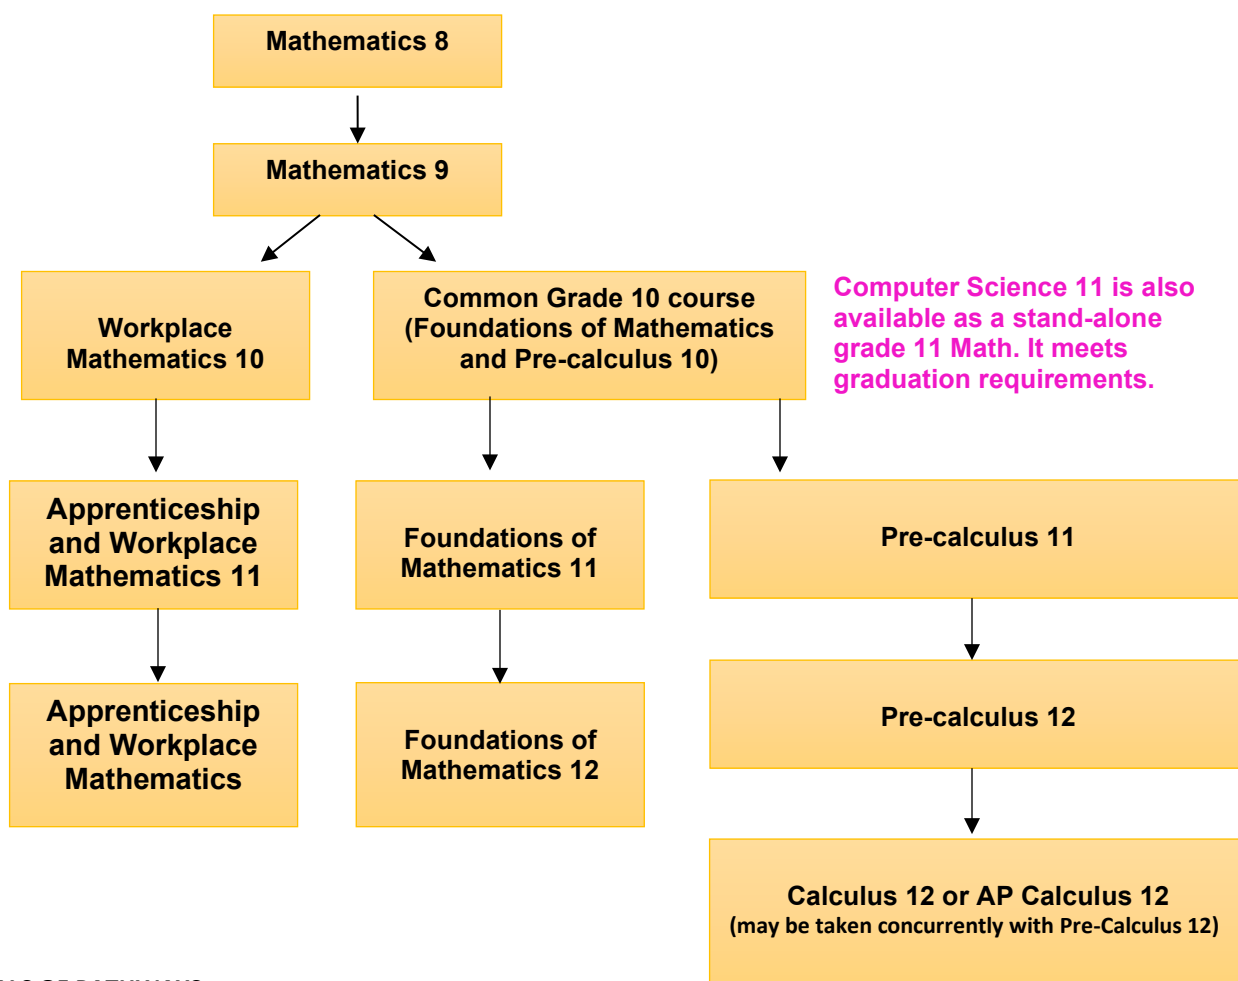 Mathematics 8
Mathematics 9
Workplace
Mathematics 10
Common Grade 10 course
(Foundations of Mathematics
and Pre-calculus 10)
Computer Science 11 is also
available as a stand-alone
grade 11 Math. It meets
graduation requirements.
Apprenticeship
and Workplace
Mathematics 11
Foundations of
Mathematics 11
Pre-calculus 11
Apprenticeship
and Workplace
Mathematics
Foundations of
Mathematics 12
Pre-calculus 12
Calculus 12 or AP Calculus 12
(may be taken concurrently with Pre-Calculus 12)